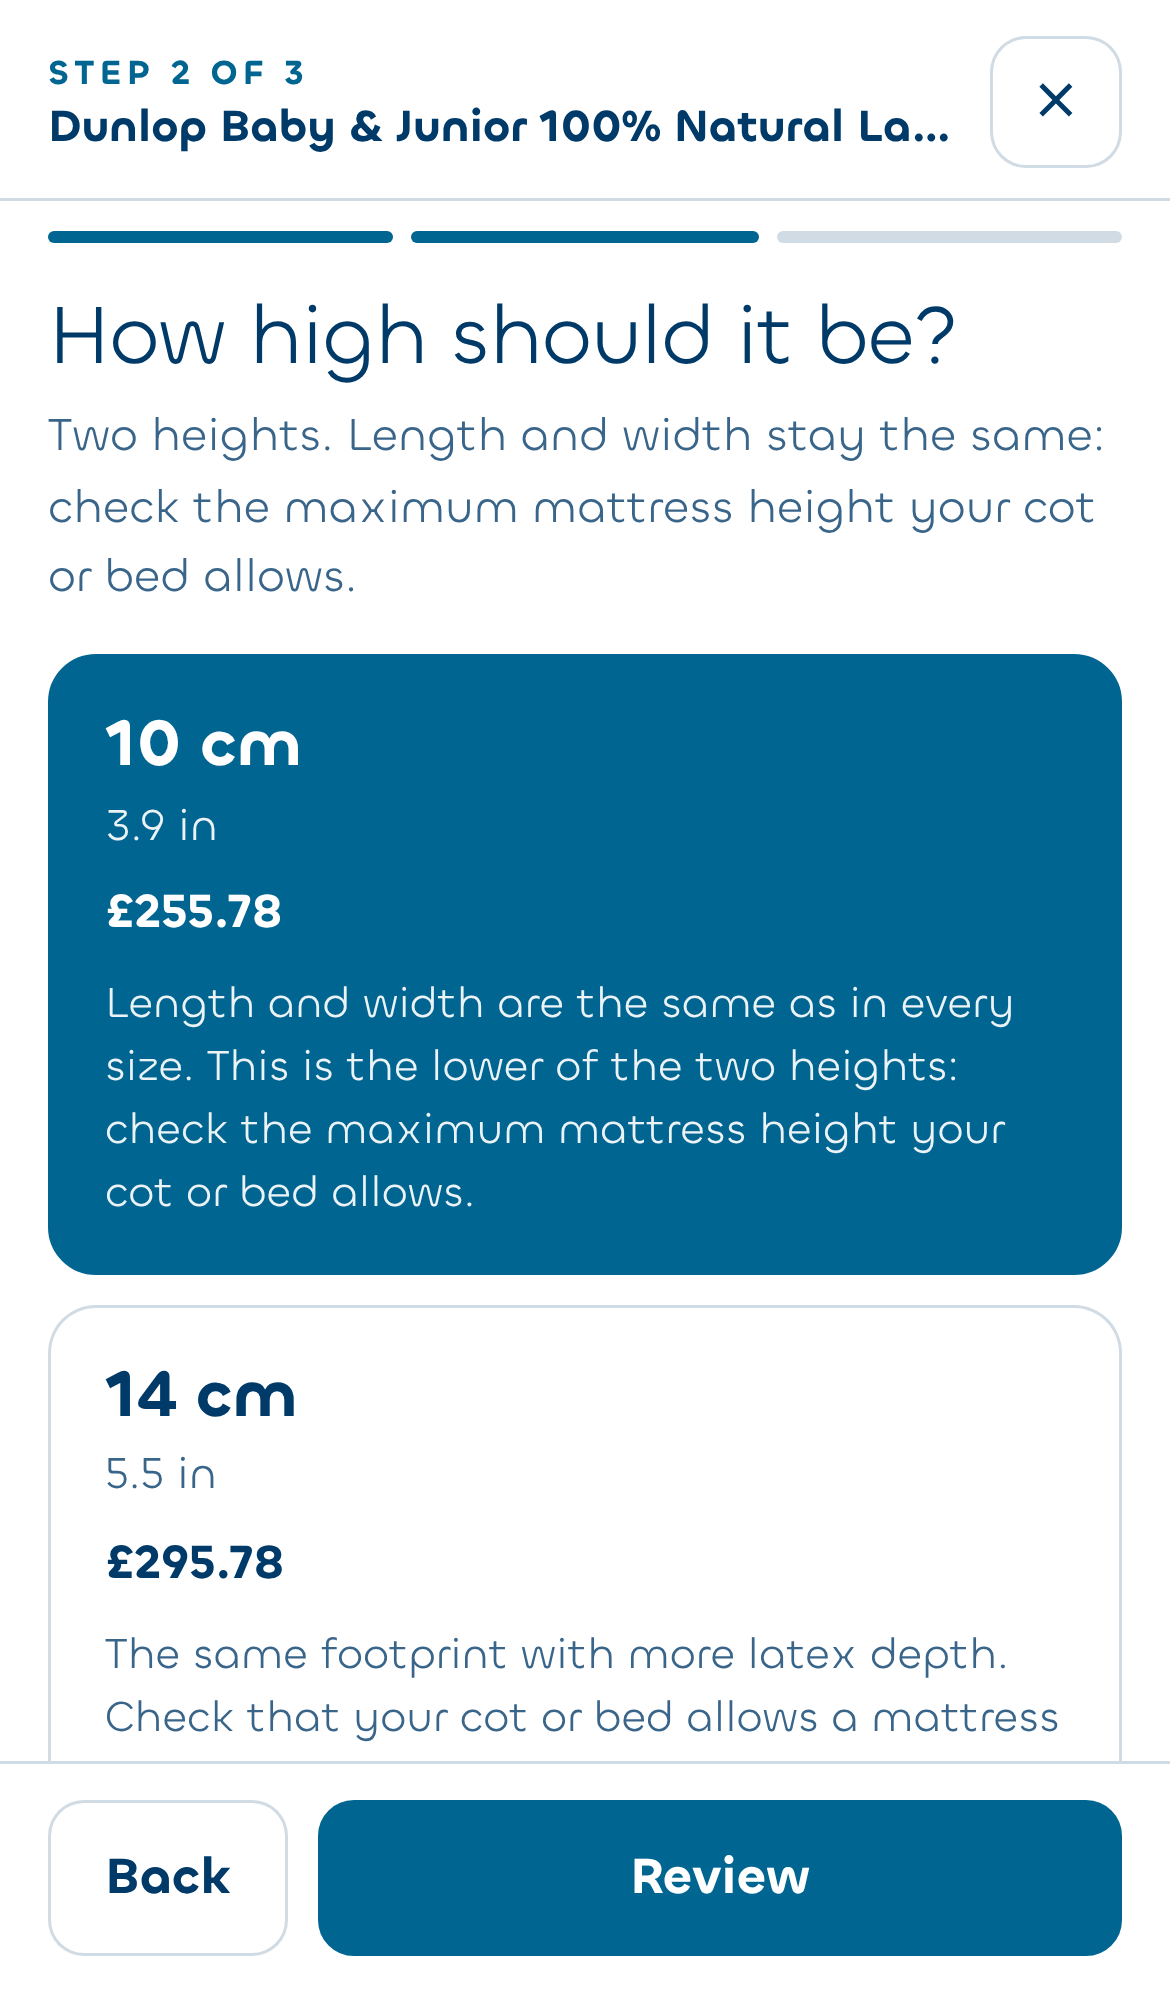 STEP 2 OF 3
Dunlop Baby & Junior 100% Natural La...
How high should it be?
Two heights. Length and width stay the same:
check the maximum mattress height your cot
or bed allows.
10 cm
3.9 in
£255.78
Length and width are the same as in every
size. This is the lower of the two heights:
check the maximum mattress height your
cot or bed allows.
14 cm
5.5 in
£295.78
The same footprint with more latex depth.
Check that your cot or bed allows a mattress
Back
Review